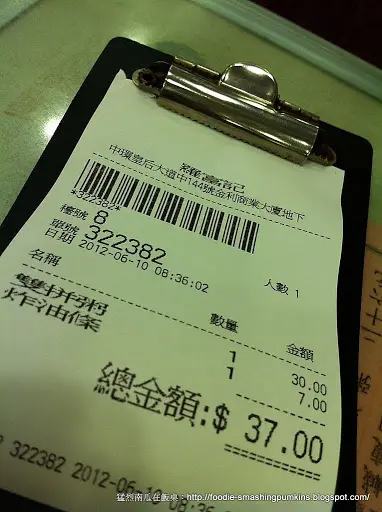 羅富記
中環皇后大道中144號金利商業大廈地下
*322382*
檯號 8 人數 1
單號 322382
日期 2012-06-10 08:36:02
名稱 數量 金額
雙拼粥 1 30.00
炸油條 1 7.00
總金額:$ 37.00
322382 2012-06-10 08:36
猛烈南瓜在飯桌: http://foodie-smashingpumkins.blogspot.com/